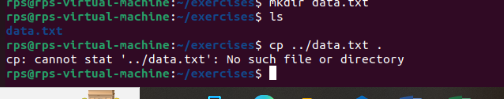 rps@rps-virtual-machine:~/exercises$ mkdir data.txt
rps@rps-virtual-machine:~/exercises$ ls
data.txt
rps@rps-virtual-machine:~/exercises$ cp ../data.txt .
cp: cannot stat '../data.txt': No such file or directory
rps@rps-virtual-machine:~/exercises$